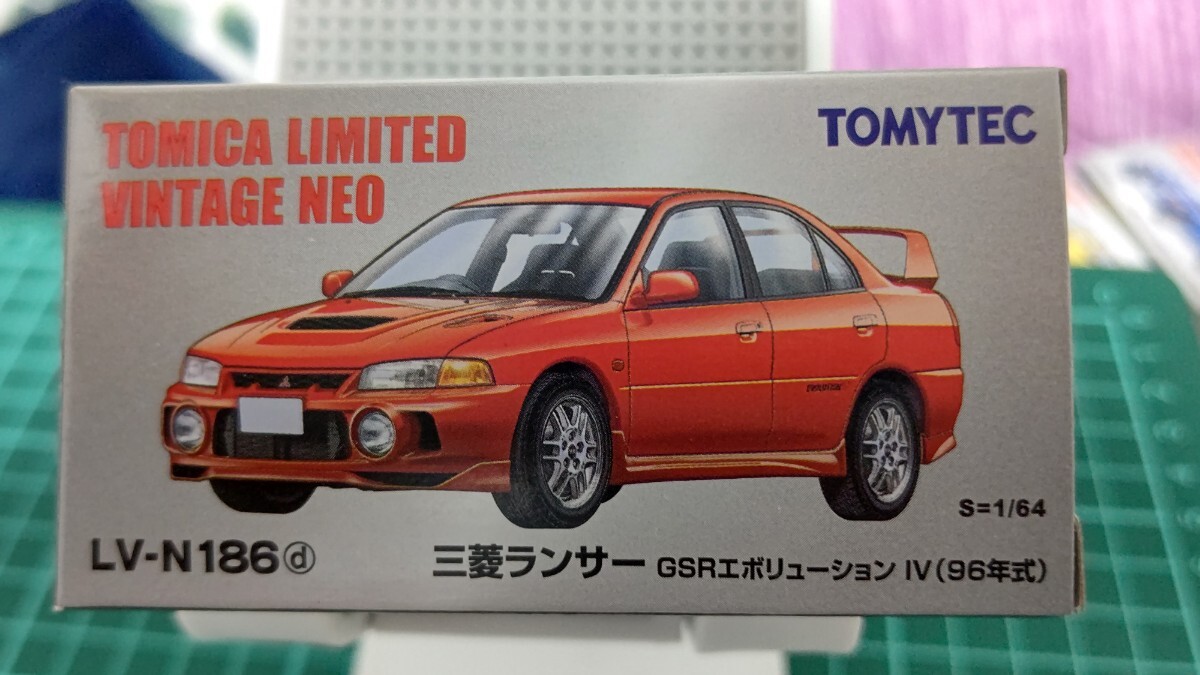 TOMICA LIMITED
VINTAGE NEO
TOMYTEC
S=1/64
LV-N186ⓓ
三菱ランサー GSRエボリューション IV(96年式)